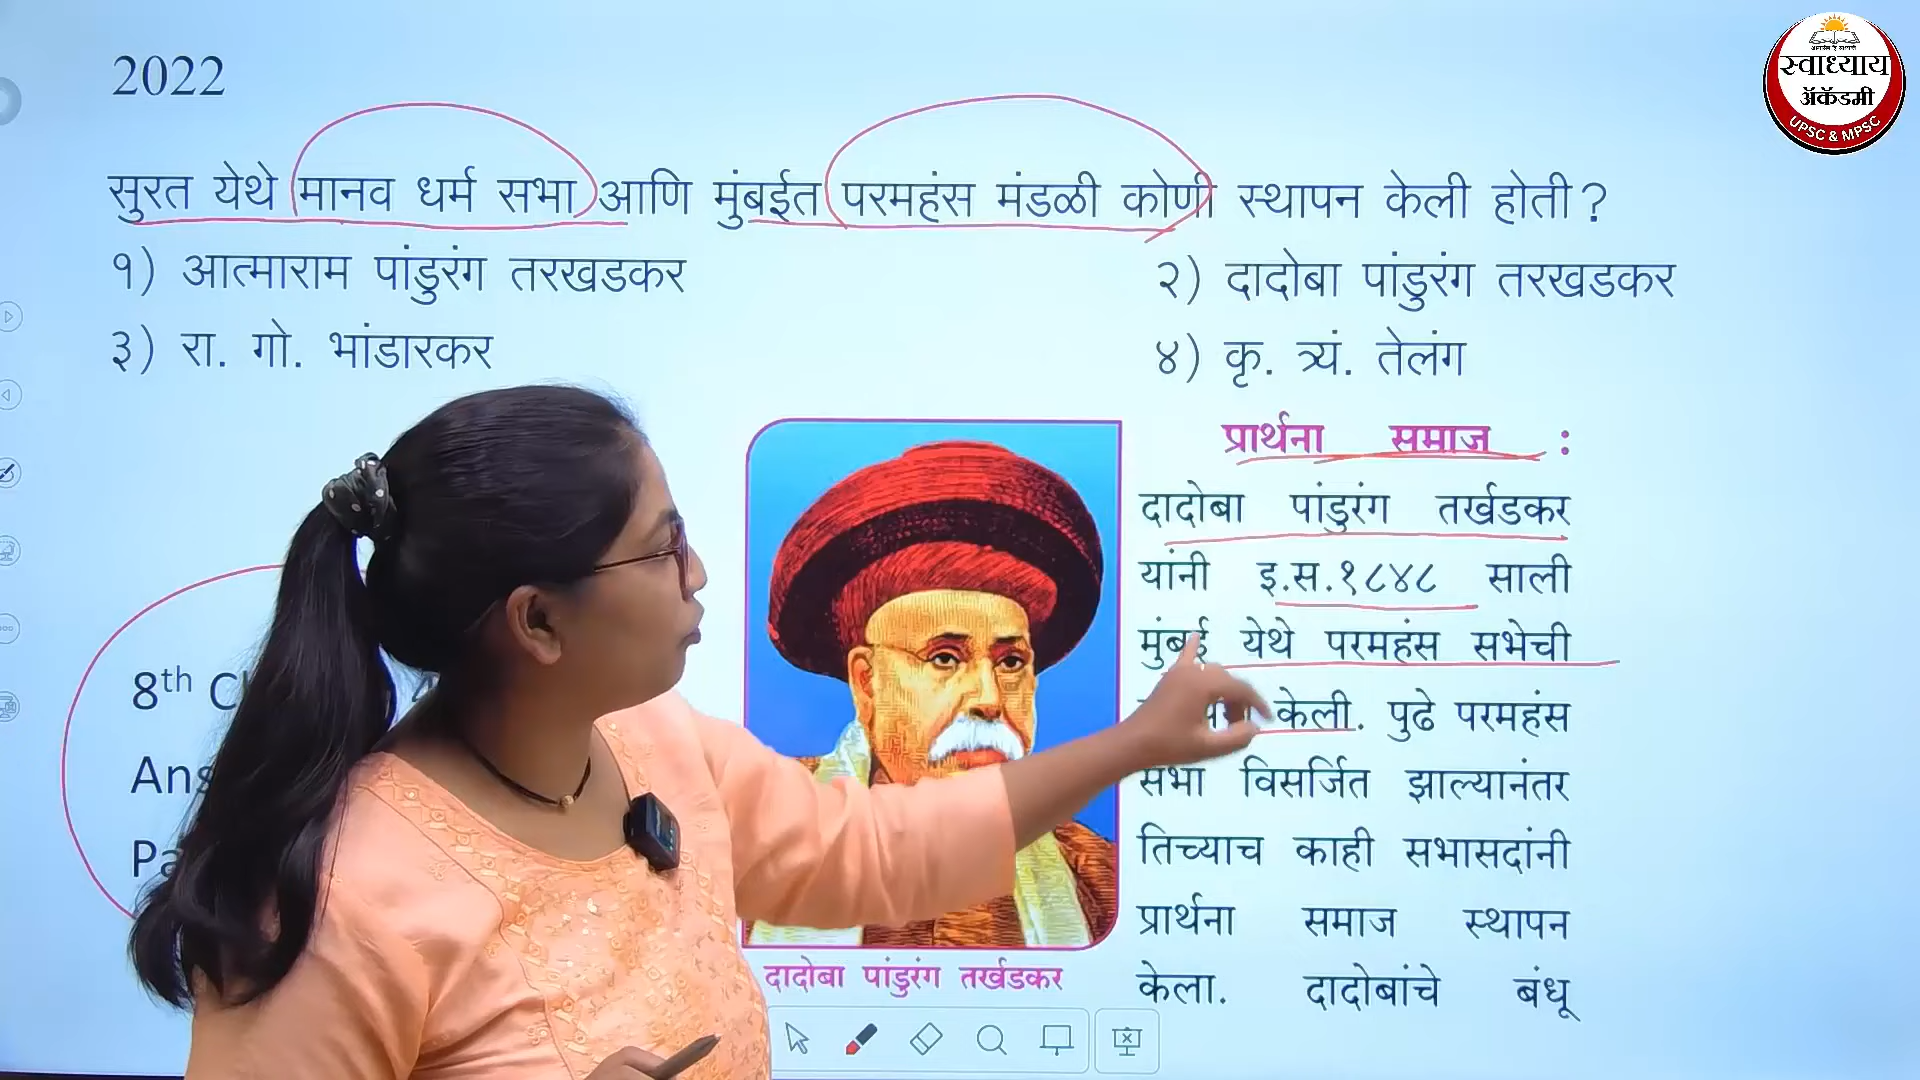 2022
स्वाध्याय
ॲकॅडमी
UPSC & MPSC
सुरत येथे मानव धर्म सभा आणि मुंबईत परमहंस मंडळी कोणी स्थापन केली होती?
१) आत्माराम पांडुरंग तरखडकर
२) दादोबा पांडुरंग तरखडकर
३) रा. गो. भांडारकर
४) कृ. त्र्यं. तेलंग
प्रार्थना समाज :
दादोबा पांडुरंग तर्खडकर
यांनी इ.स.१८४८ साली
मुंबई येथे परमहंस सभेची
केली. पुढे परमहंस
सभा विसर्जित झाल्यानंतर
तिच्याच काही सभासदांनी
प्रार्थना समाज स्थापन
केला. दादोबांचे बंधू
8th
दादोबा पांडुरंग तर्खडकर